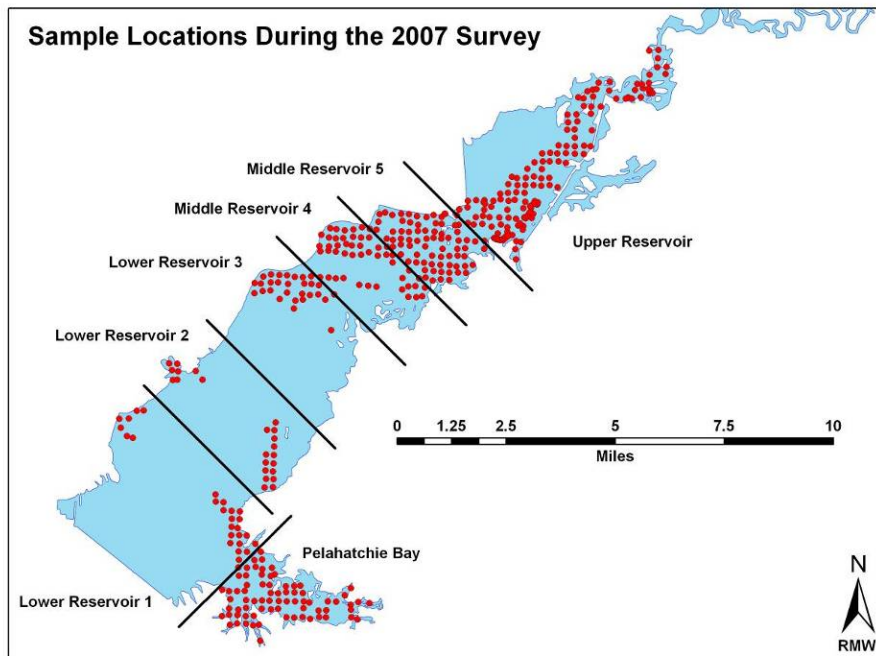 Sample Locations During the 2007 Survey
Middle Reservoir 5
Middle Reservoir 4
Upper Reservoir
Lower Reservoir 3
Lower Reservoir 2
0 1.25 2.5 5 7.5 10
Miles
Pelahatchie Bay
Lower Reservoir 1
N
RMW